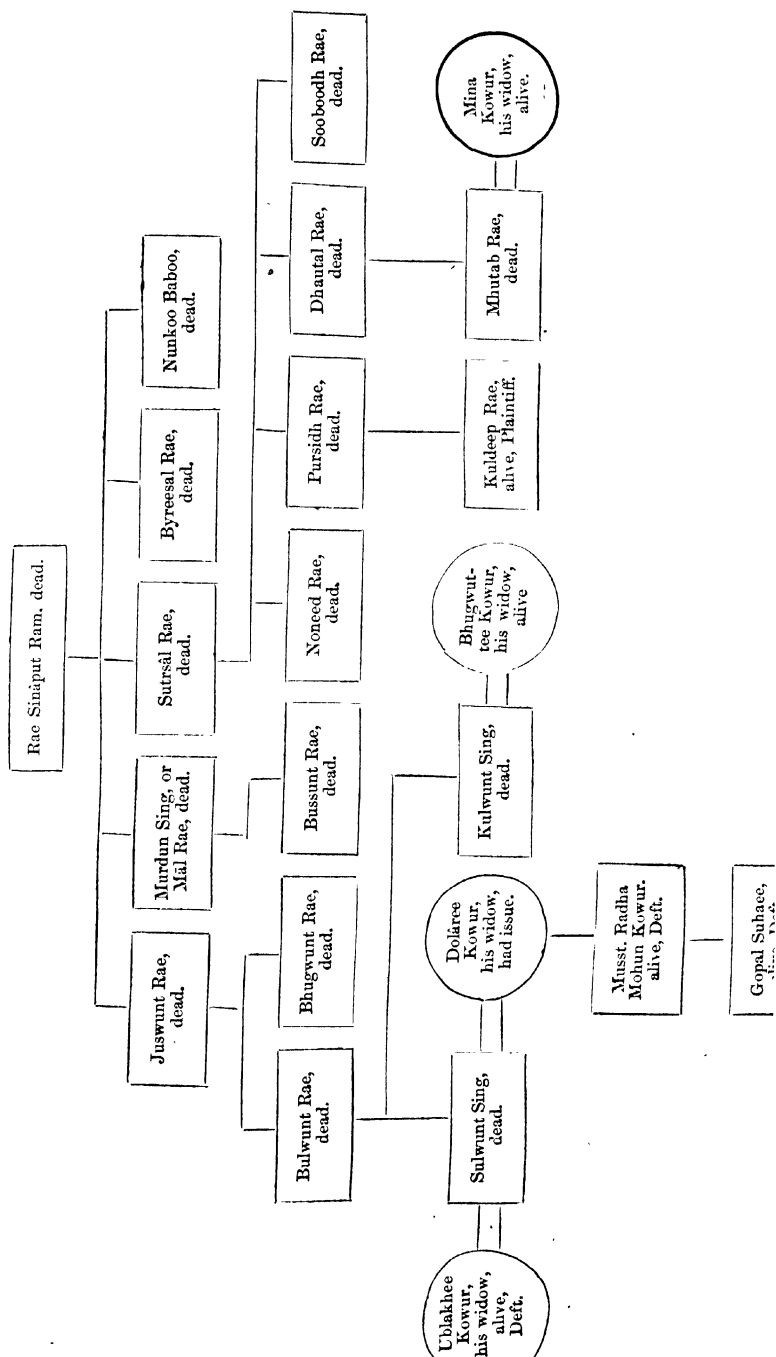 Rae Sinàput Ram. dead.
Juswunt Rae,
dead.
Murdun Sing, or
Mäl Rae, dead.
Sutrsâl Rae,
dead.
Byreesal Rae,
dead.
Nunkoo Baboo,
dead.
Bulwunt Rae,
dead.
Bhugwunt Rae,
dead.
Bussunt Rae,
dead.
Noneed Rae,
dead.
Pursidh Rae,
dead.
Dhautal Rae,
dead.
Sooboodh Rae,
dead.
Ublakhee
Kowur,
his widow,
alive,
Deft.
Sulwunt Sing,
dead.
Doláree
Kowur,
his widow,
had issue.
Kulwunt Sing,
dead.
Bhugwut-
tee Kowur,
his widow,
alive
Kuldeep Rae,
alive, Plaintiff.
Mhutab Rae,
dead.
Mina
Kowur,
his widow,
alive.
Musst. Radha
Mohun Kowur.
alive, Deft.
Gopal Suhaee,